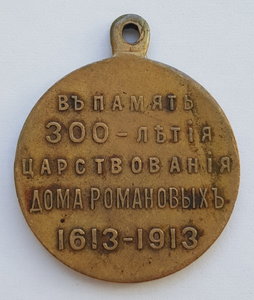 ВЪ ПАМЯТЬ
300-ЛѢТІЯ
ЦАРСТВОВАНІЯ
ДОМА РОМАНОВЫХЪ
1613-1913